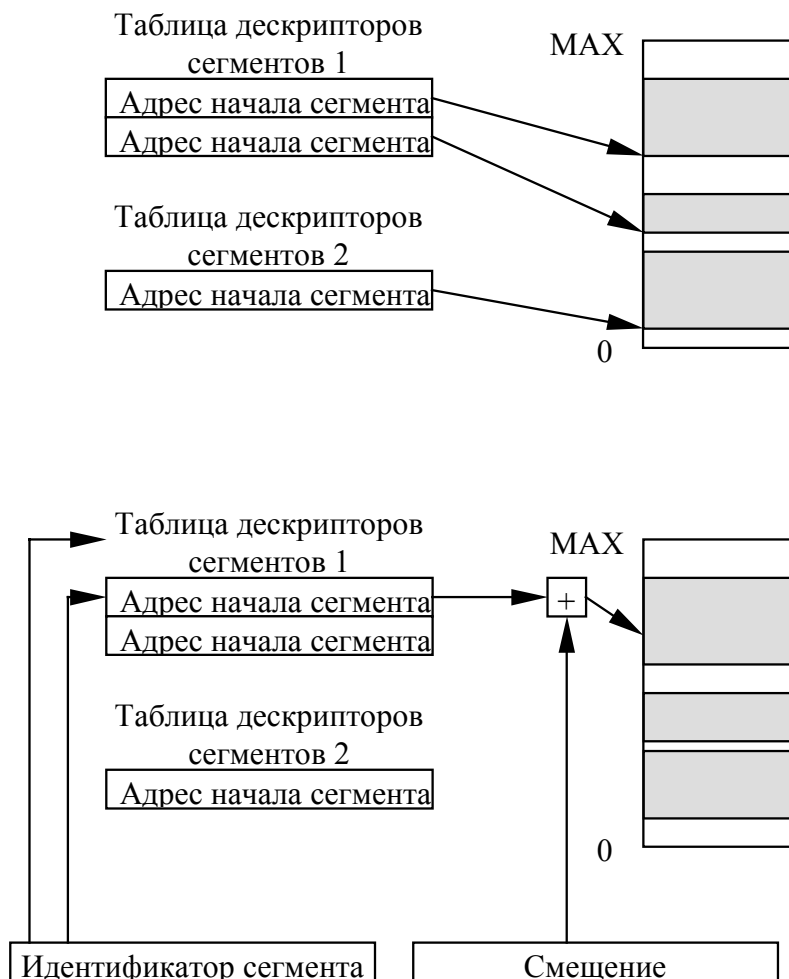 Таблица дескрипторов
сегментов 1
MAX
Адрес начала сегмента
Адрес начала сегмента
Таблица дескрипторов
сегментов 2
Адрес начала сегмента
0
Таблица дескрипторов
сегментов 1
MAX
Адрес начала сегмента
+
Адрес начала сегмента
Таблица дескрипторов
сегментов 2
Адрес начала сегмента
0
Идентификатор сегмента
Смещение